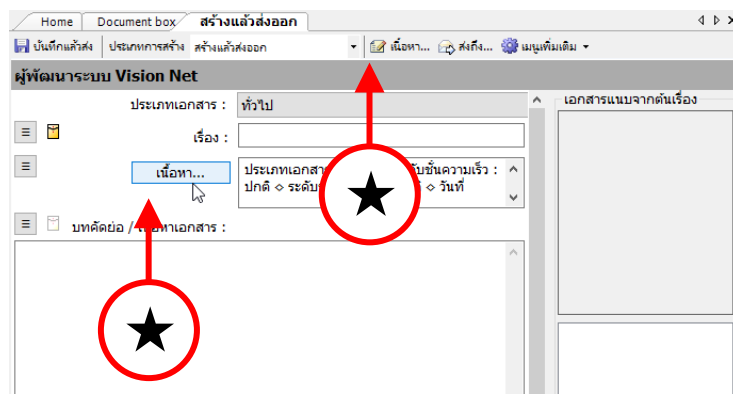 Home Document box สร้างแล้วส่งออก
บันทึกแล้วส่ง ประเภทการสร้าง สร้างแล้วส่งออก เนื้อหา... ส่งถึง... เมนูเพิ่มเติม
ผู้พัฒนาระบบ Vision Net
ประเภทเอกสาร : ทั่วไป
เอกสารแนบจากต้นเรื่อง
เรื่อง :
เนื้อหา...
ประเภทเอกสาร ชั้นความเร็ว :
ปกติ ◇ ระดับ ◇ วันที่
บทคัดย่อ / เนื้อหาเอกสาร :